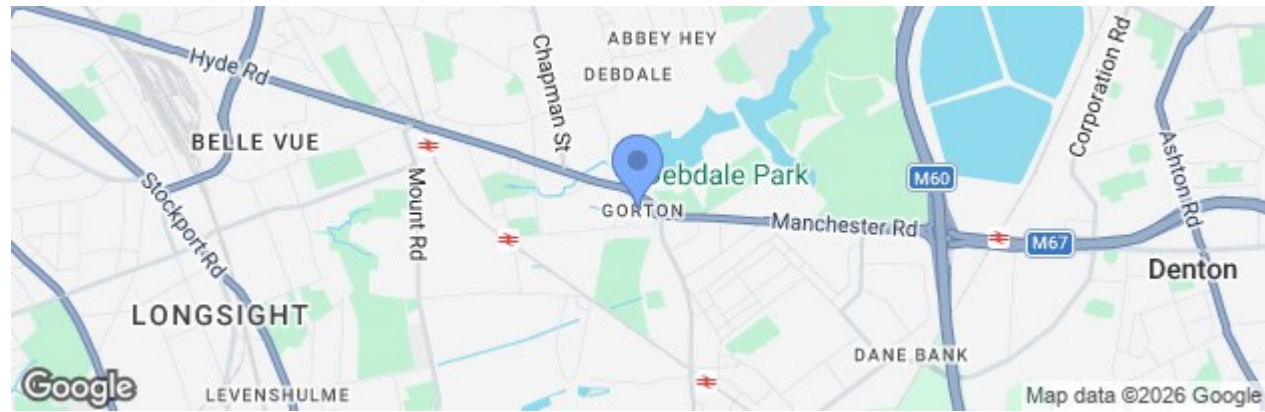 ABBEY HEY
DEBDALE
Hyde Rd
Chapman St
Corporation Rd
BELLE VUE
Ashton Rd
Stockport Rd
Mount Rd
ebdale Park
M60
GORTON
Manchester Rd
M67
Denton
LONGSIGHT
DANE BANK
LEVENSHULME
Google
Map data ©2026 Google